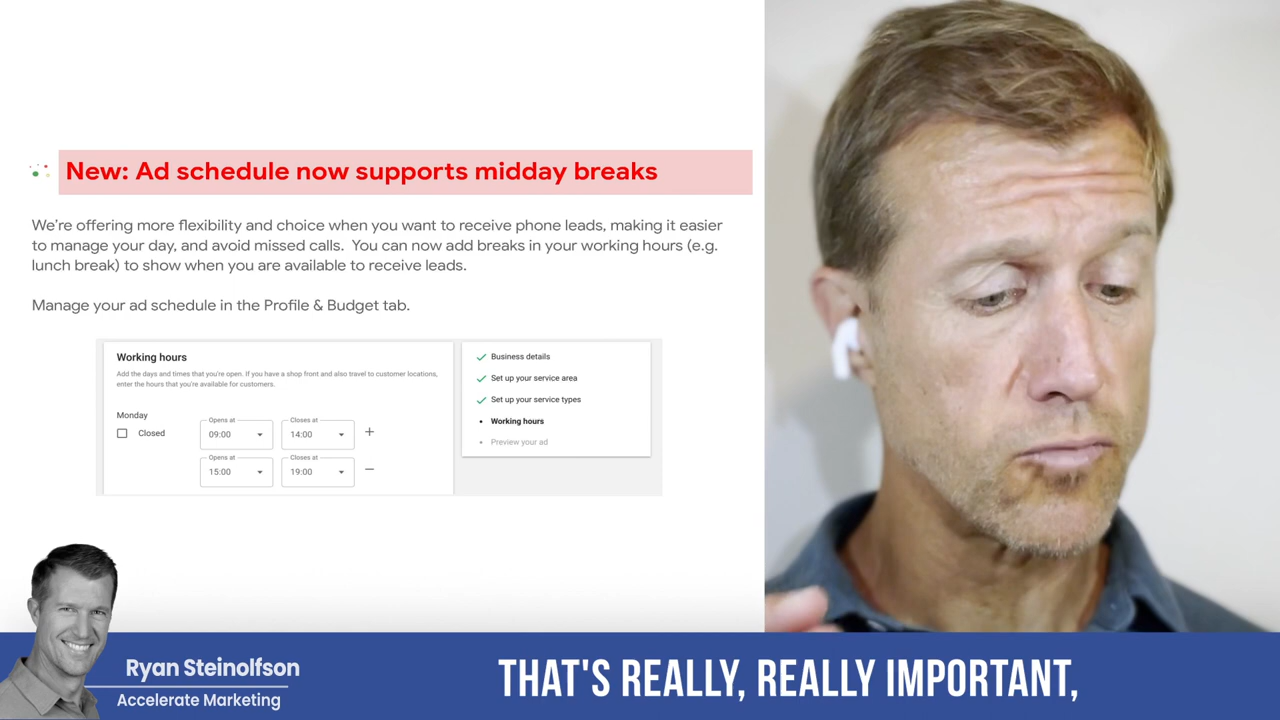 New: Ad schedule now supports midday breaks
We're offering more flexibility and choice when you want to receive phone leads, making it easier
to manage your day, and avoid missed calls. You can now add breaks in your working hours (e.g.
lunch break) to show when you are available to receive leads.
Manage your ad schedule in the Profile & Budget tab.
Working hours
Add the days and times that you're open. If you have a shop front and also travel to customer locations,
enter the hours that you're available for customers.
Monday
Closed
Opens at
09:00
Closes at
14:00
Opens at
15:00
Closes at
19:00
Business details
Set up your service area
Set up your service types
Working hours
Preview your ad
Ryan Steinolfson
Accelerate Marketing
THAT'S REALLY, REALLY IMPORTANT,